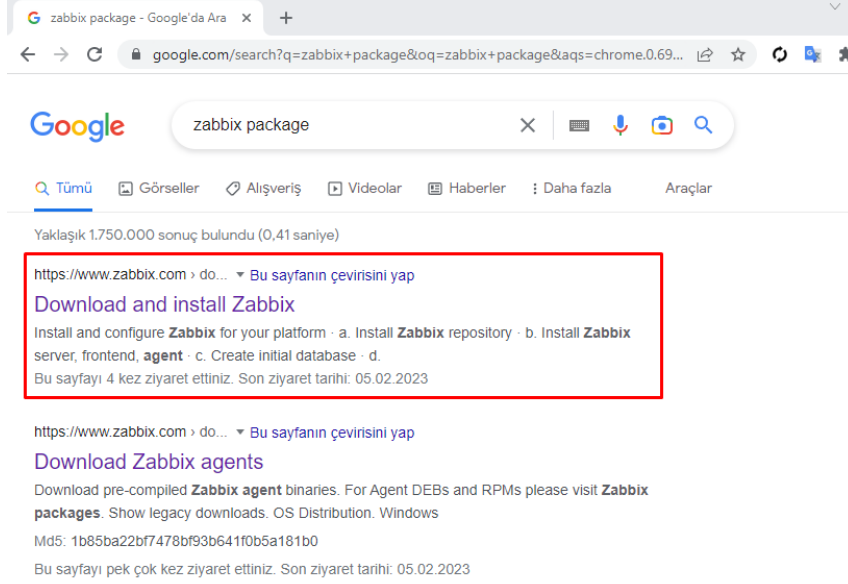 zabbix package - Google'da Ara
google.com/search?q=zabbix+package&oq=zabbix+package&aqs=chrome.0.69...
Google
zabbix package
Tümü Görseller Alışveriş Videolar Haberler Daha fazla Araçlar
Yaklaşık 1.750.000 sonuç bulundu (0,41 saniye)
https://www.zabbix.com › do... Bu sayfanın çevirisini yap
Download and install Zabbix
Install and configure Zabbix for your platform · a. Install Zabbix repository · b. Install Zabbix
server, frontend, agent · c. Create initial database · d.
Bu sayfayı 4 kez ziyaret ettiniz. Son ziyaret tarihi: 05.02.2023
https://www.zabbix.com › do... Bu sayfanın çevirisini yap
Download Zabbix agents
Download pre-compiled Zabbix agent binaries. For Agent DEBs and RPMs please visit Zabbix
packages. Show legacy downloads. OS Distribution. Windows
Md5: 1b85ba22bf7478bf93b641f0b5a181b0
Bu sayfayı pek çok kez ziyaret ettiniz. Son ziyaret tarihi: 05.02.2023